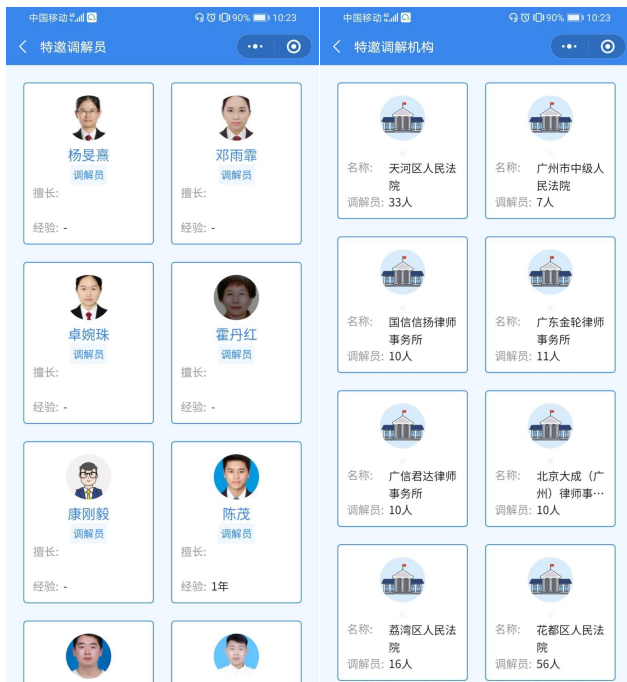 中国移动 90% 10:23
特邀调解员
杨旻熹
调解员
擅长:
经验: -
邓雨霏
调解员
擅长:
经验: -
卓婉珠
调解员
擅长:
经验: -
霍丹红
调解员
擅长:
经验: -
康刚毅
调解员
擅长:
经验: -
陈茂
调解员
擅长:
经验: 1年
中国移动 90% 10:23
特邀调解机构
名称: 天河区人民法
院
调解员: 33人
名称: 广州市中级人
民法院
调解员: 7人
名称: 国信信扬律师
事务所
调解员: 10人
名称: 广东金轮律师
事务所
调解员: 11人
名称: 广信君达律师
事务所
调解员: 10人
名称: 北京大成（广
州）律师事…
调解员: 10人
名称: 荔湾区人民法
院
调解员: 16人
名称: 花都区人民法
院
调解员: 56人